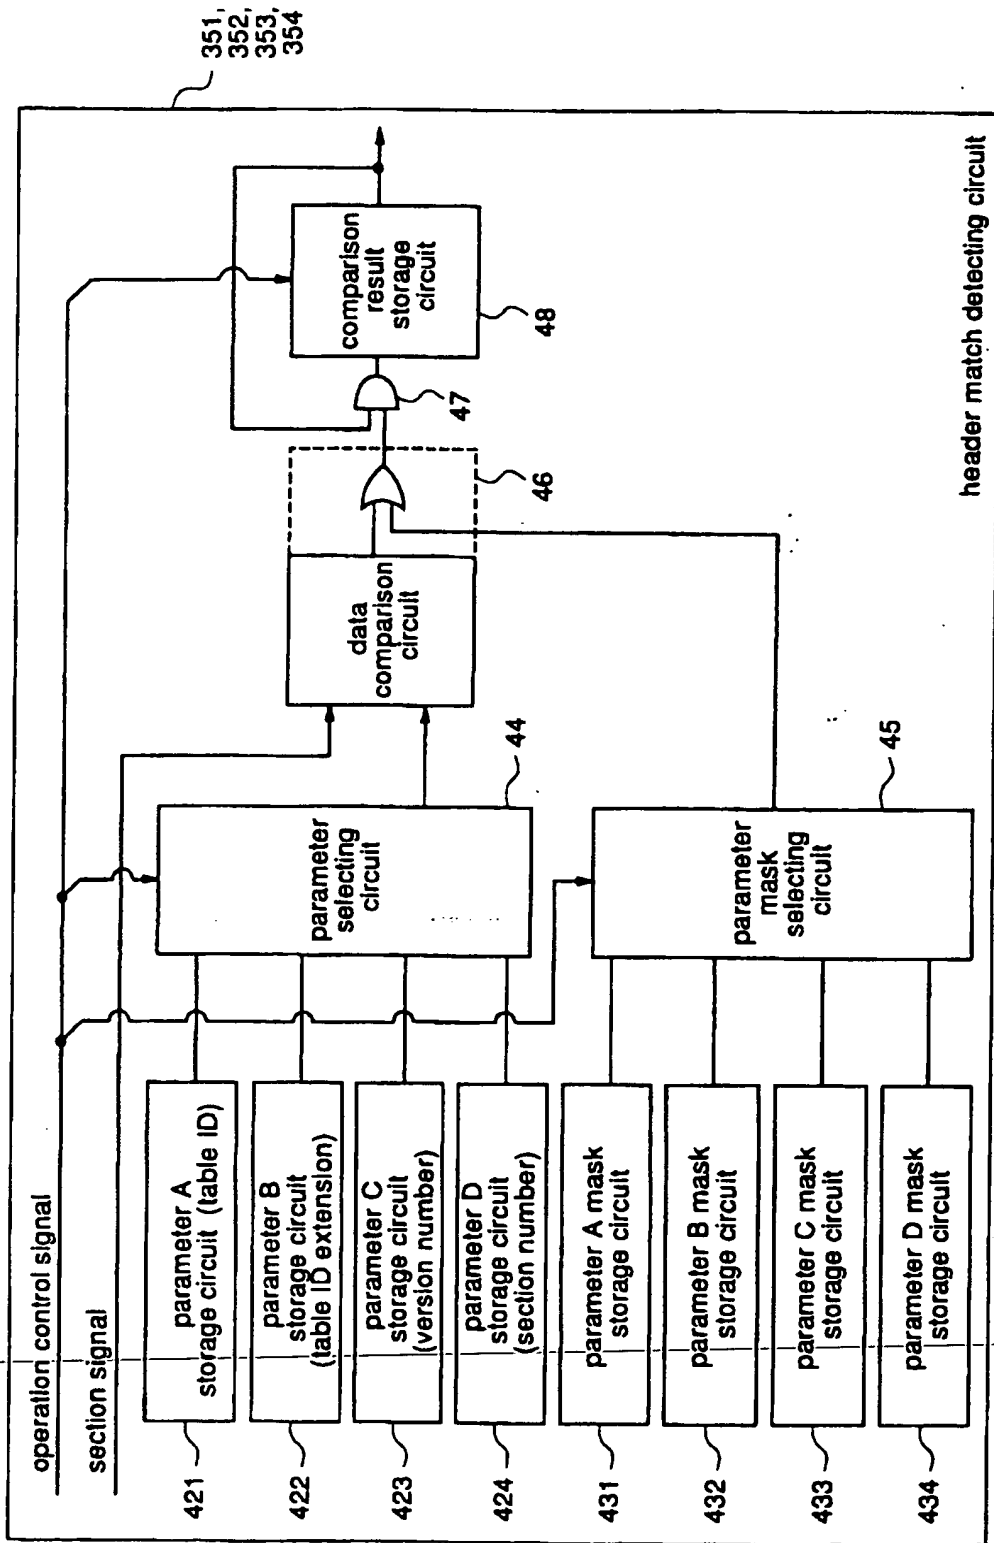 351,
352,
353,
354
operation control signal
section signal
421
parameter A
storage circuit (table ID)
422
parameter B
storage circuit
(table ID extension)
423
parameter C
storage circuit
(version number)
424
parameter D
storage circuit
(section number)
431
parameter A mask
storage circuit
432
parameter B mask
storage circuit
433
parameter C mask
storage circuit
434
parameter D mask
storage circuit
parameter
selecting
circuit
44
parameter
mask
selecting
circuit
45
data
comparison
circuit
46
47
comparison
result
storage
circuit
48
header match detecting circuit